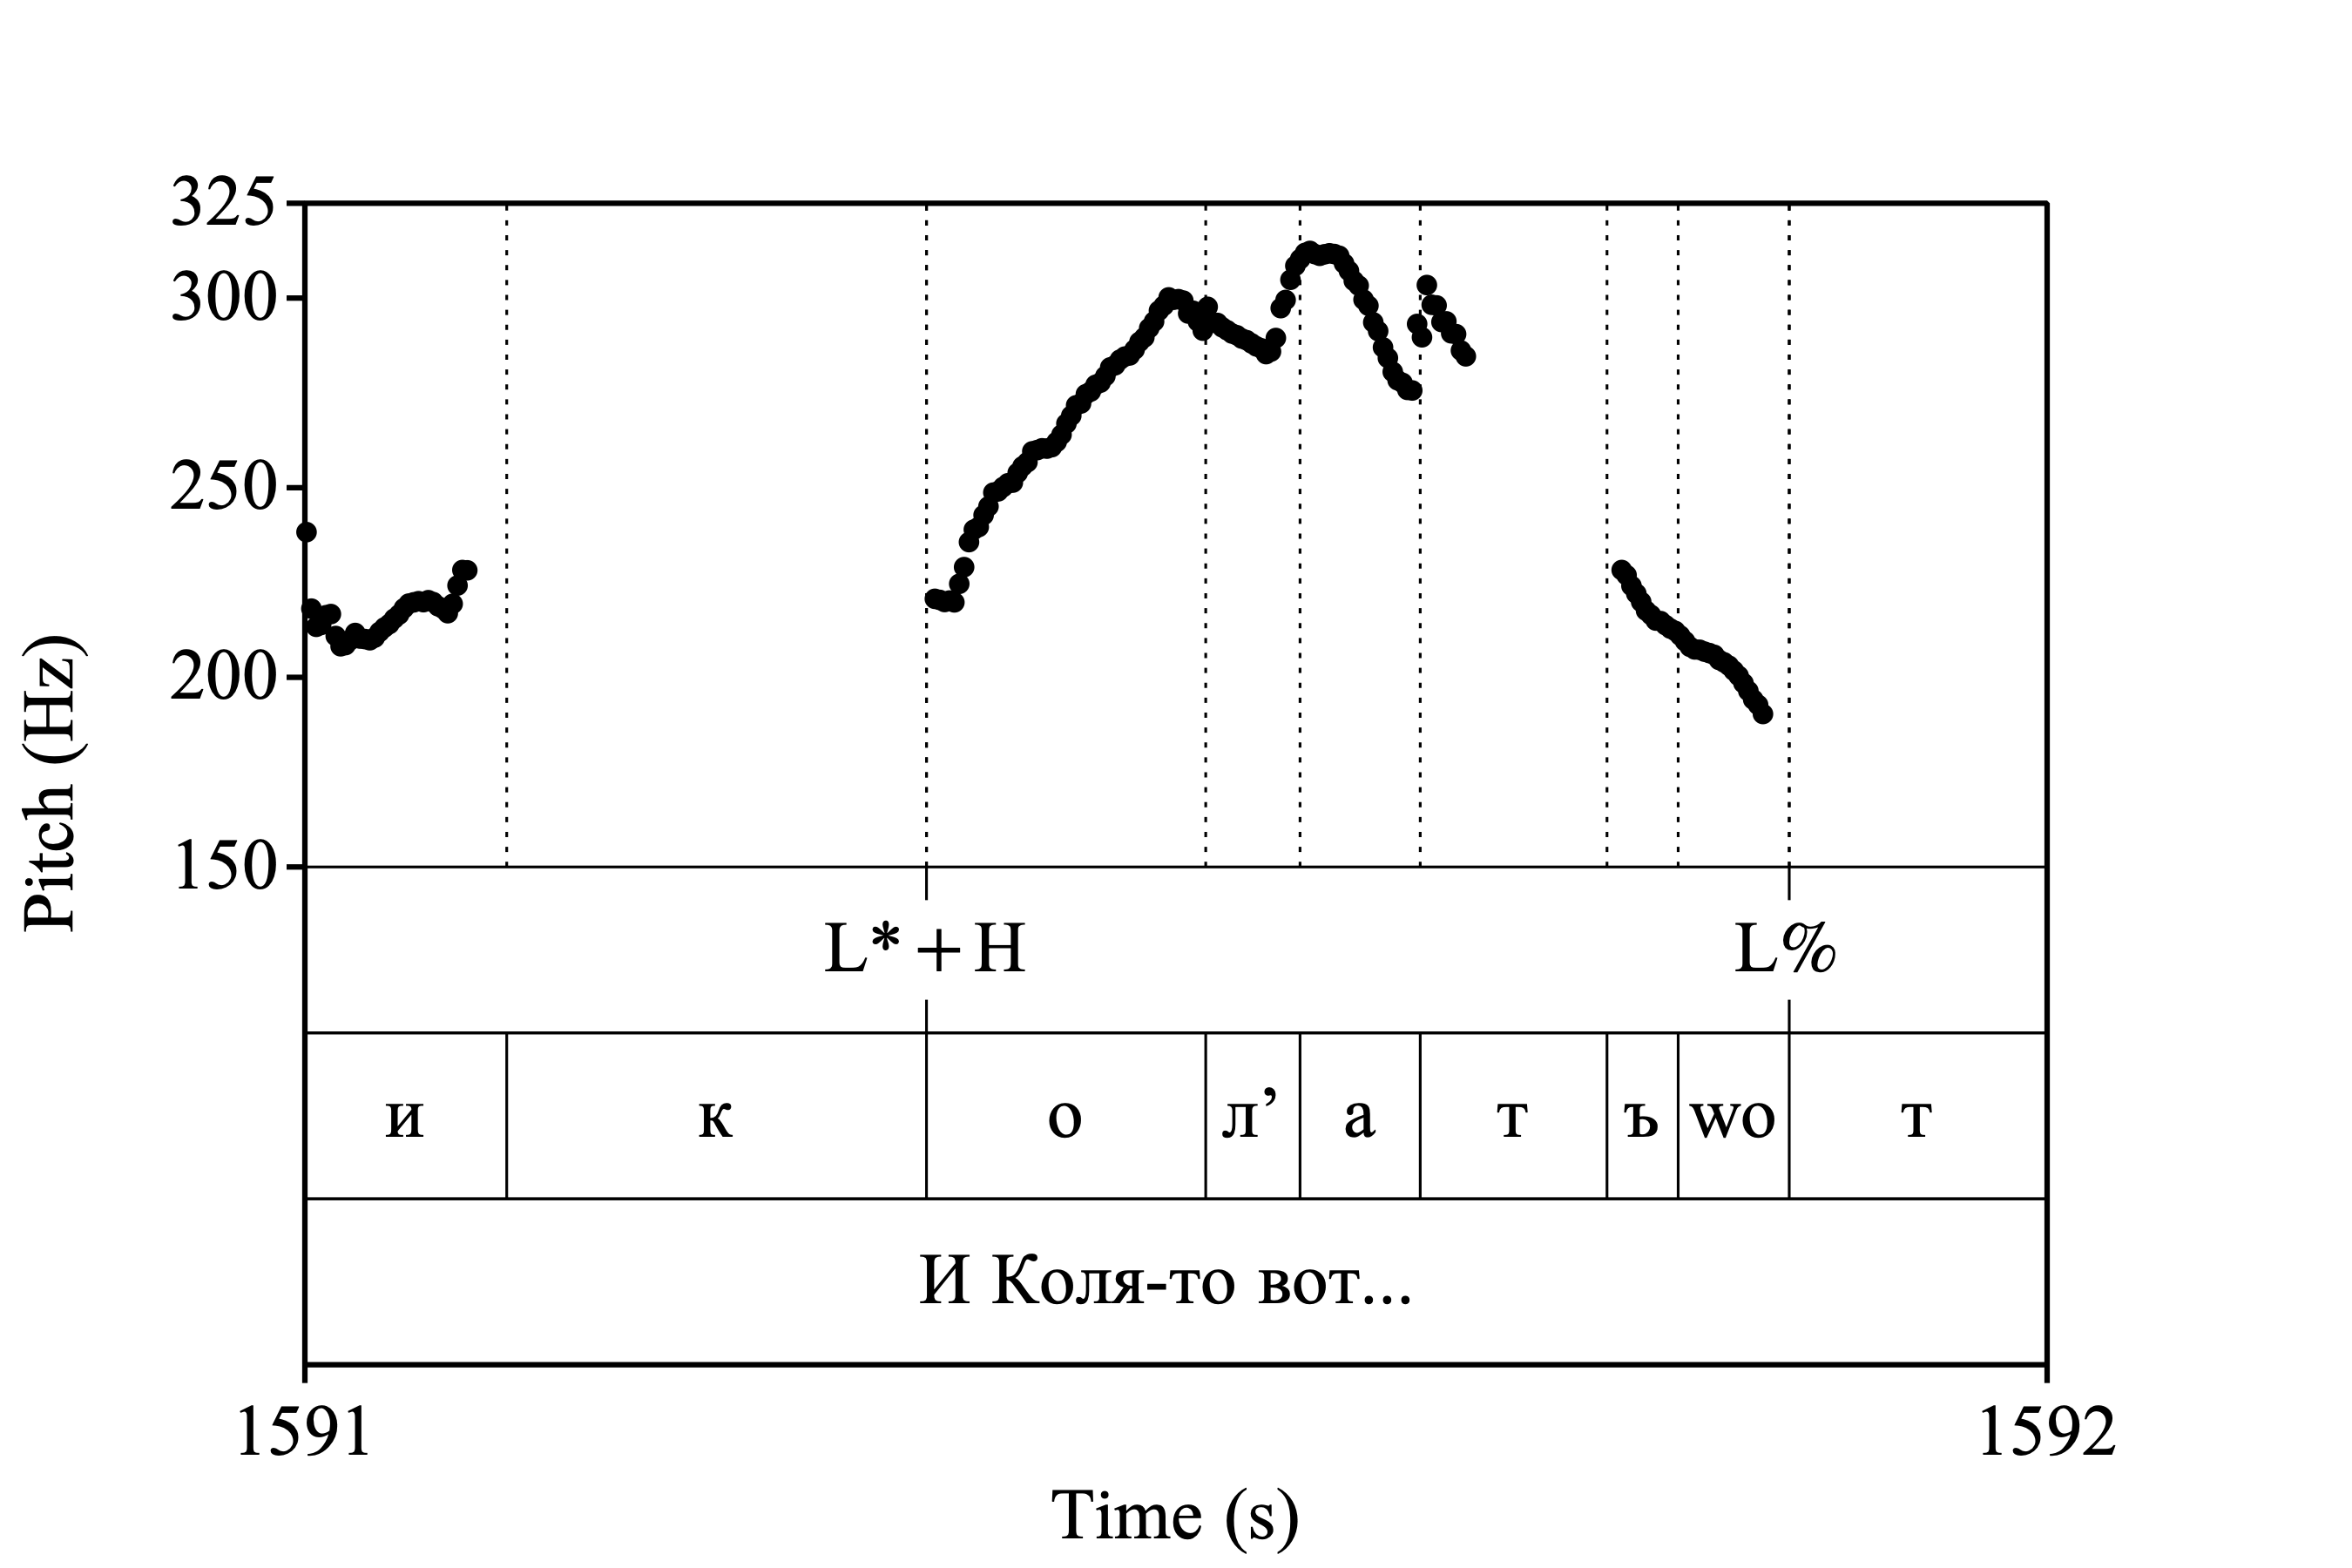 325
300
250
200
150
Pitch (Hz)
L* + H L%
и к о л’ а т ъ wo т
И Коля-то вот...
1591 1592
Time (s)